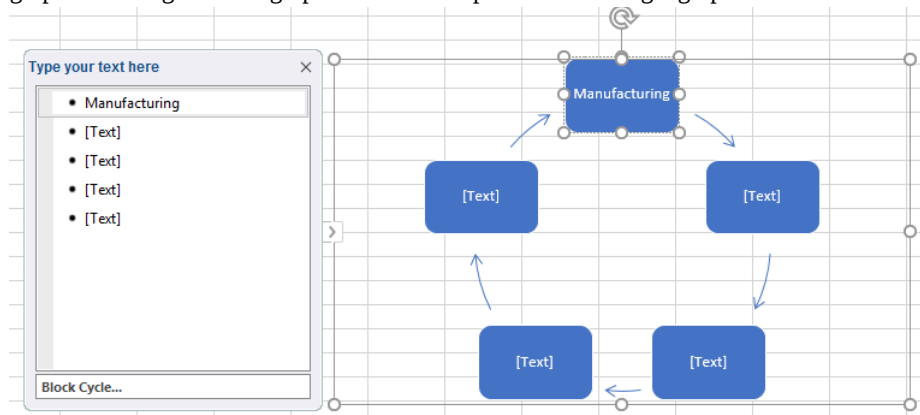 Type your text here
Manufacturing
[Text]
[Text]
[Text]
[Text]
Block Cycle...
Manufacturing
[Text]
[Text]
[Text]
[Text]